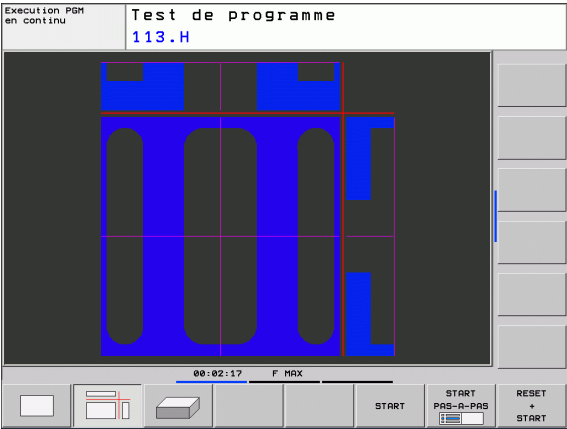 Execution PGM
en continu
Test de programme
113.H
00:02:17 F MAX
START
START
PAS-A-PAS
RESET
+
START